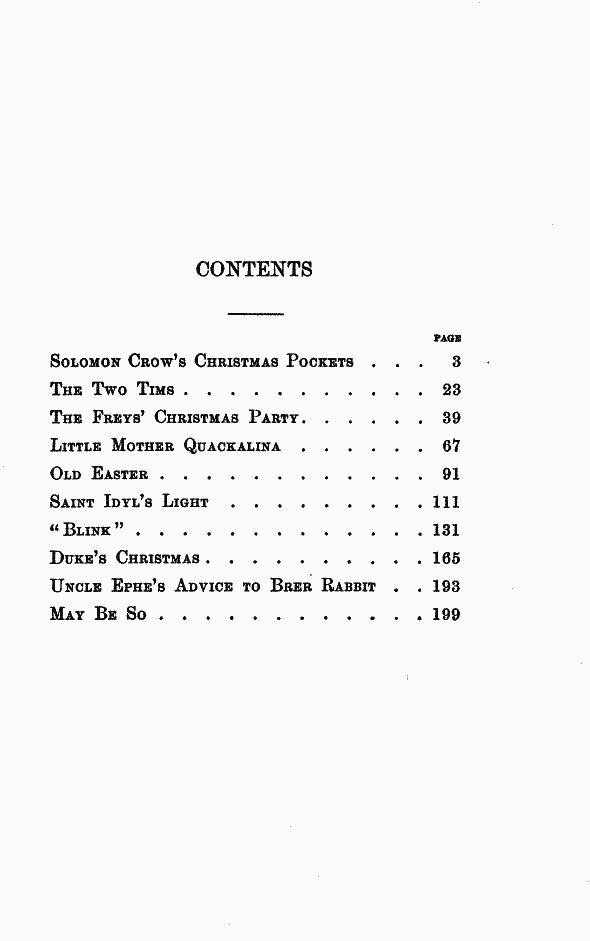 CONTENTS
PAGE
Solomon Crow's Christmas Pockets . . . 3
The Two Tims . . . . . . . . . . . 23
The Freys' Christmas Party. . . . . . 39
Little Mother Quackalina . . . . . . 67
Old Easter . . . . . . . . . . . . 91
Saint Idyl's Light . . . . . . . . . 111
"Blink" . . . . . . . . . . . . . 131
Duke's Christmas . . . . . . . . . . 165
Uncle Ephe's Advice to Brer Rabbit . . 193
May Be So . . . . . . . . . . . . 199